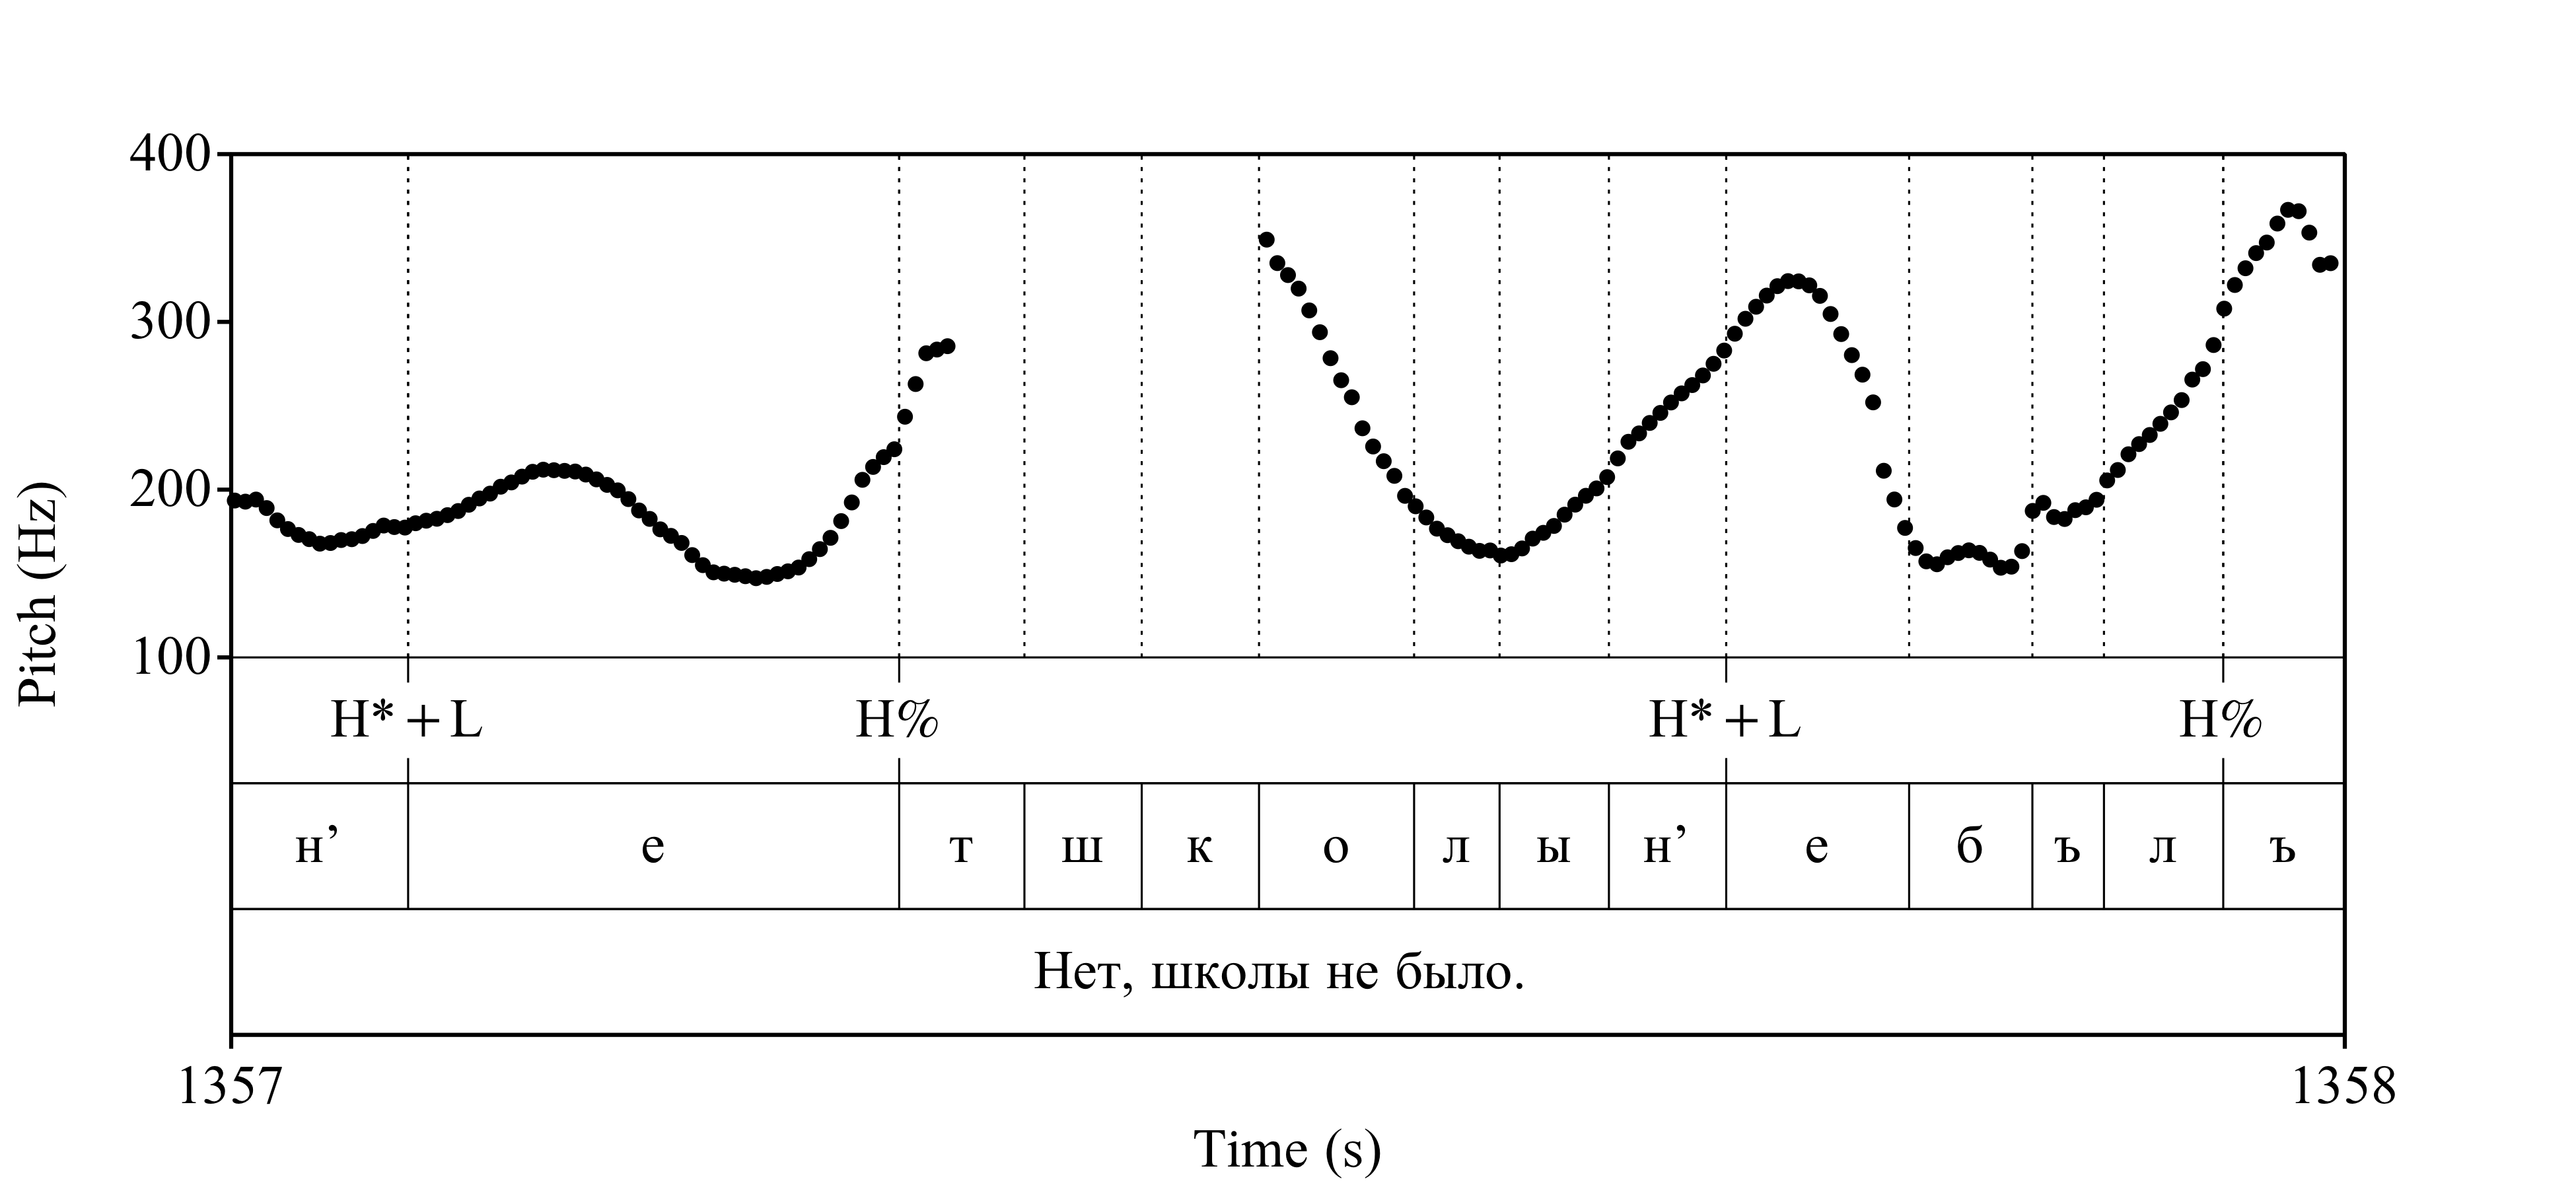 400
300
200
100
Pitch (Hz)
H* + L H% H* + L H%
н’ е т ш к о л ы н’ е б ъ л ъ
Нет, школы не было.
1357 1358
Time (s)